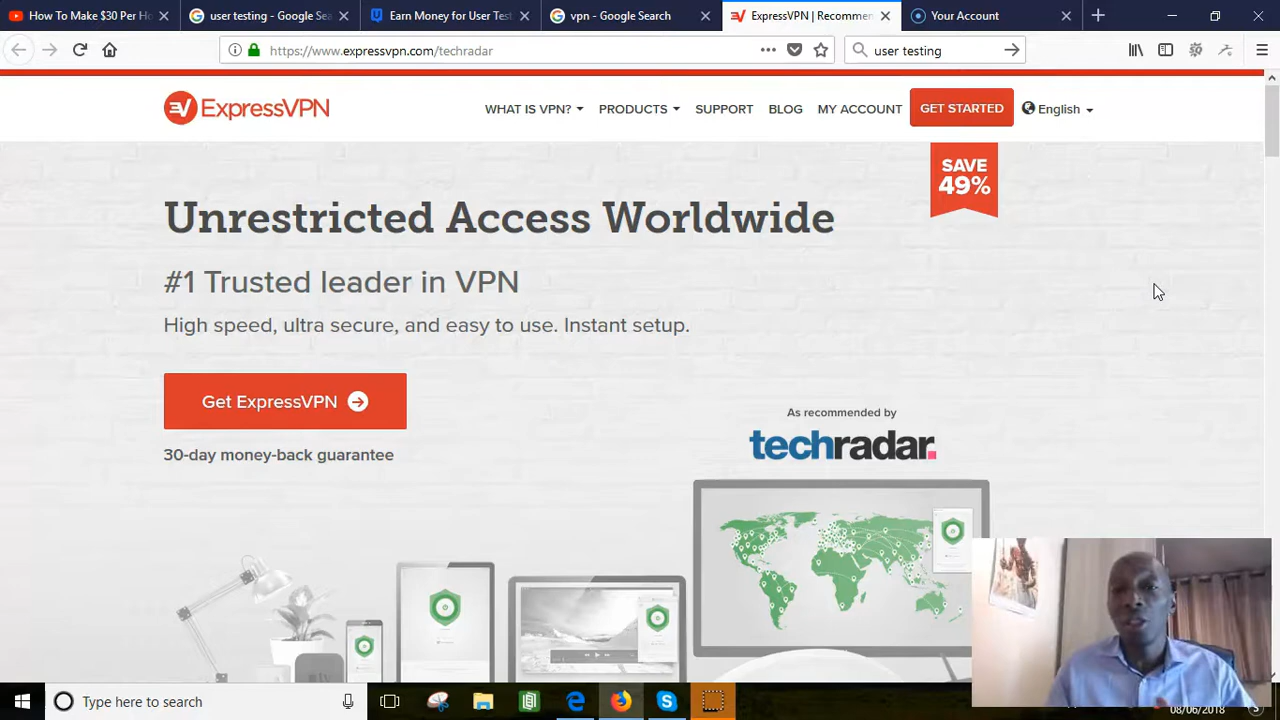 How To Make $30 Per Ho
user testing - Google Sea
Earn Money for User Test
vpn - Google Search
ExpressVPN | Recommen
Your Account
https://www.expressvpn.com/techradar
user testing
ExpressVPN
WHAT IS VPN?
PRODUCTS
SUPPORT
BLOG
MY ACCOUNT
GET STARTED
English
SAVE
49%
Unrestricted Access Worldwide
#1 Trusted leader in VPN
High speed, ultra secure, and easy to use. Instant setup.
Get ExpressVPN
30-day money-back guarantee
As recommended by
techradar.
Type here to search
08/06/2018